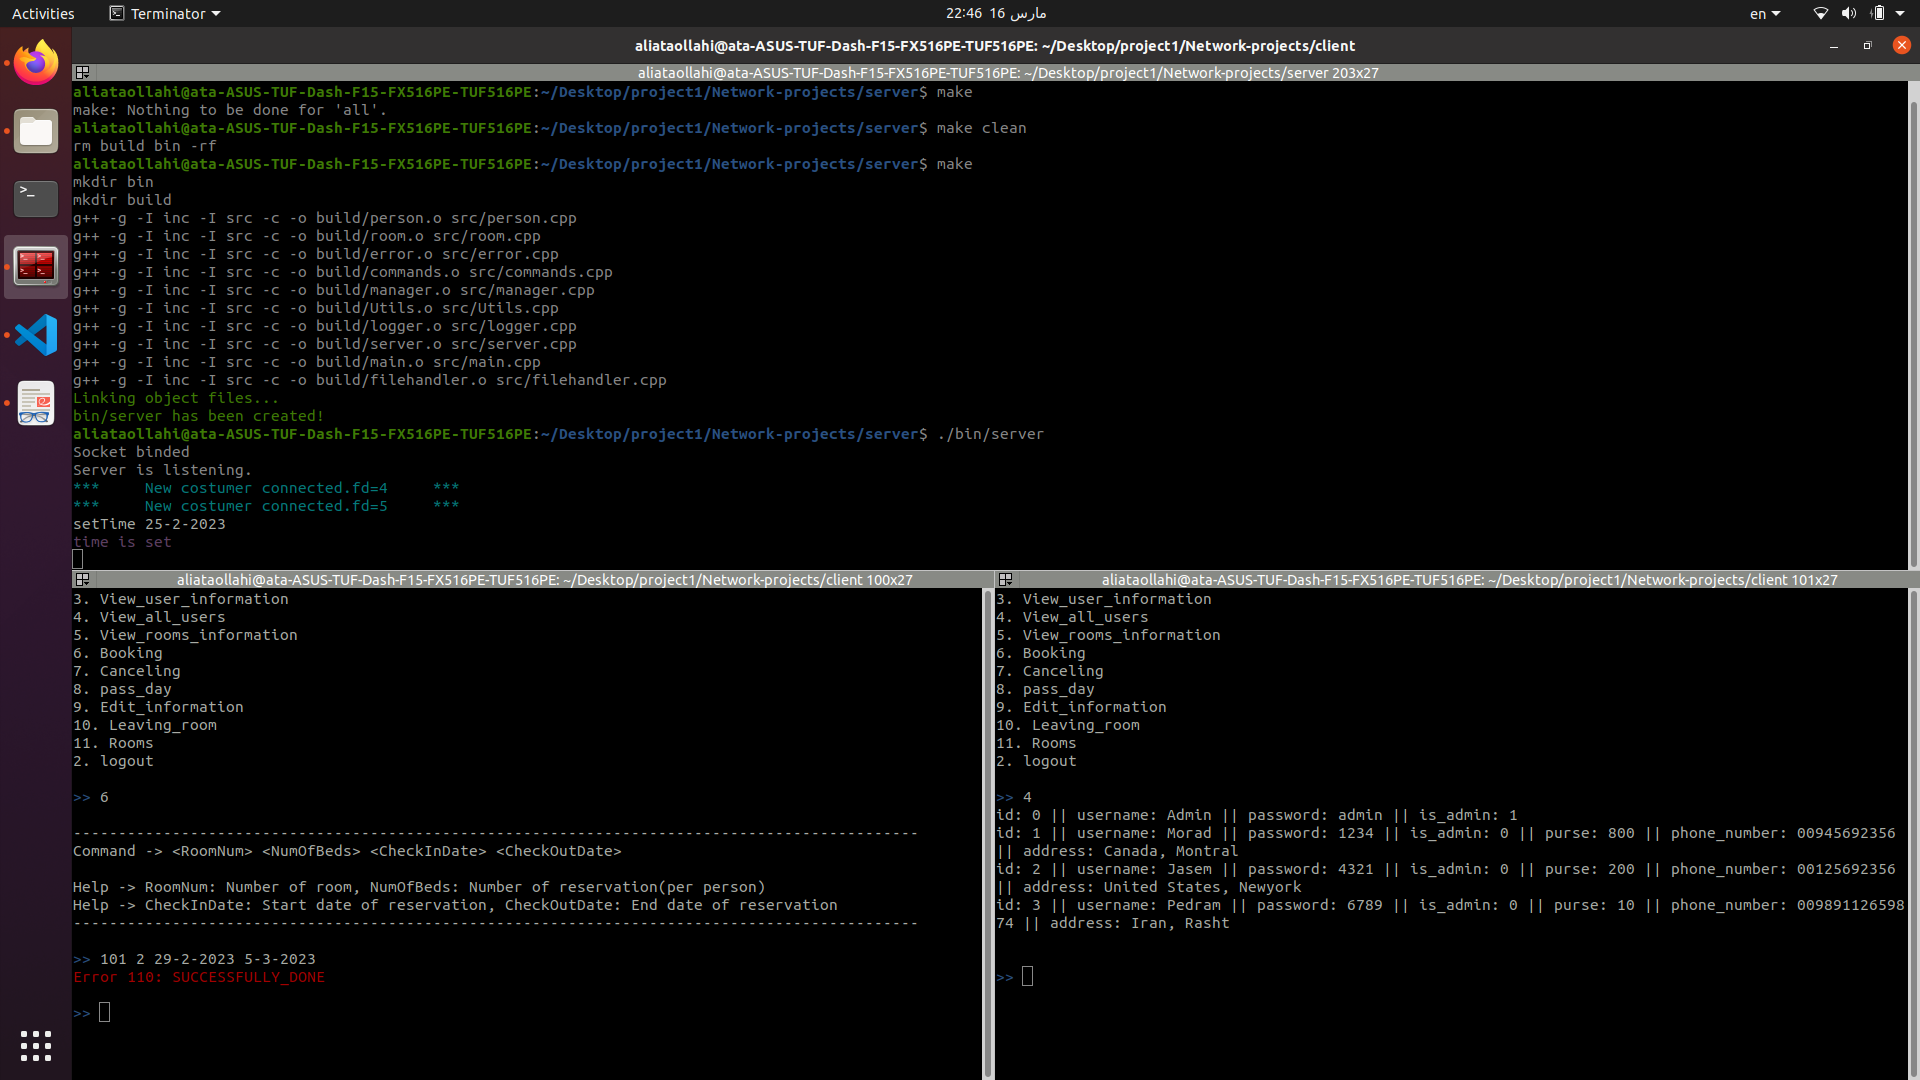 Activities
Terminator
22:46 16 مارس
en
aliataollahi@ata-ASUS-TUF-Dash-F15-FX516PE-TUF516PE: ~/Desktop/project1/Network-projects/client
aliataollahi@ata-ASUS-TUF-Dash-F15-FX516PE-TUF516PE: ~/Desktop/project1/Network-projects/server 203x27
aliataollahi@ata-ASUS-TUF-Dash-F15-FX516PE-TUF516PE:~/Desktop/project1/Network-projects/server$ make
make: Nothing to be done for 'all'.
aliataollahi@ata-ASUS-TUF-Dash-F15-FX516PE-TUF516PE:~/Desktop/project1/Network-projects/server$ make clean
rm build bin -rf
aliataollahi@ata-ASUS-TUF-Dash-F15-FX516PE-TUF516PE:~/Desktop/project1/Network-projects/server$ make
mkdir bin
mkdir build
g++ -g -I inc -I src -c -o build/person.o src/person.cpp
g++ -g -I inc -I src -c -o build/room.o src/room.cpp
g++ -g -I inc -I src -c -o build/error.o src/error.cpp
g++ -g -I inc -I src -c -o build/commands.o src/commands.cpp
g++ -g -I inc -I src -c -o build/manager.o src/manager.cpp
g++ -g -I inc -I src -c -o build/Utils.o src/Utils.cpp
g++ -g -I inc -I src -c -o build/logger.o src/logger.cpp
g++ -g -I inc -I src -c -o build/server.o src/server.cpp
g++ -g -I inc -I src -c -o build/main.o src/main.cpp
g++ -g -I inc -I src -c -o build/filehandler.o src/filehandler.cpp
Linking object files...
bin/server has been created!
aliataollahi@ata-ASUS-TUF-Dash-F15-FX516PE-TUF516PE:~/Desktop/project1/Network-projects/server$ ./bin/server
Socket binded
Server is listening.
***     New costumer connected.fd=4     ***
***     New costumer connected.fd=5     ***
setTime 25-2-2023
time is set
aliataollahi@ata-ASUS-TUF-Dash-F15-FX516PE-TUF516PE: ~/Desktop/project1/Network-projects/client 100x27
3. View_user_information
4. View_all_users
5. View_rooms_information
6. Booking
7. Canceling
8. pass_day
9. Edit_information
10. Leaving_room
11. Rooms
2. logout
>> 6
----------------------------------------------------------------------------------------------
Command -> <RoomNum> <NumOfBeds> <CheckInDate> <CheckOutDate>
Help -> RoomNum: Number of room, NumOfBeds: Number of reservation(per person)
Help -> CheckInDate: Start date of reservation, CheckOutDate: End date of reservation
----------------------------------------------------------------------------------------------
>> 101 2 29-2-2023 5-3-2023
Error 110: SUCCESSFULLY_DONE
>>
aliataollahi@ata-ASUS-TUF-Dash-F15-FX516PE-TUF516PE: ~/Desktop/project1/Network-projects/client 101x27
3. View_user_information
4. View_all_users
5. View_rooms_information
6. Booking
7. Canceling
8. pass_day
9. Edit_information
10. Leaving_room
11. Rooms
2. logout
>> 4
id: 0 || username: Admin || password: admin || is_admin: 1
id: 1 || username: Morad || password: 1234 || is_admin: 0 || purse: 800 || phone_number: 00945692356
|| address: Canada, Montral
id: 2 || username: Jasem || password: 4321 || is_admin: 0 || purse: 200 || phone_number: 00125692356
|| address: United States, Newyork
id: 3 || username: Pedram || password: 6789 || is_admin: 0 || purse: 10 || phone_number: 009891126598
74 || address: Iran, Rasht
>>